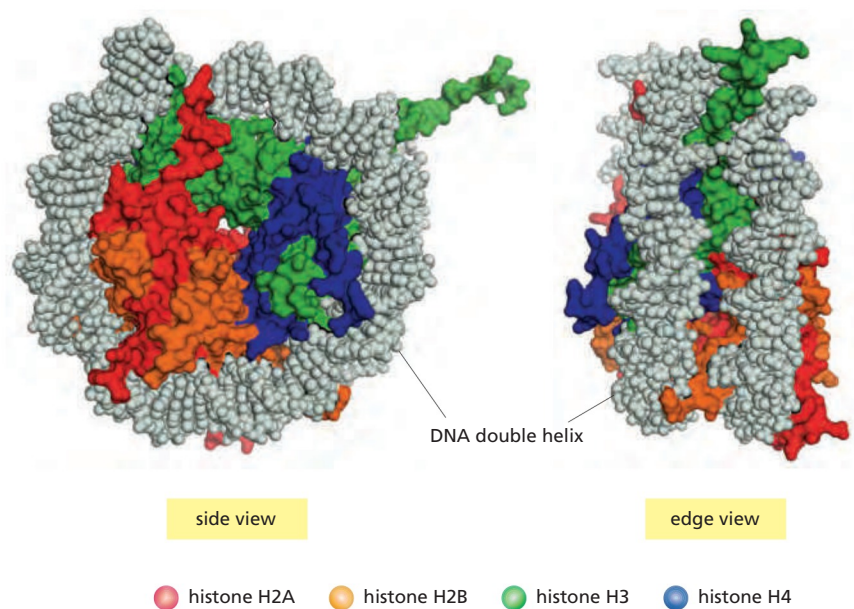 DNA double helix
side view
edge view
histone H2A
histone H2B
histone H3
histone H4